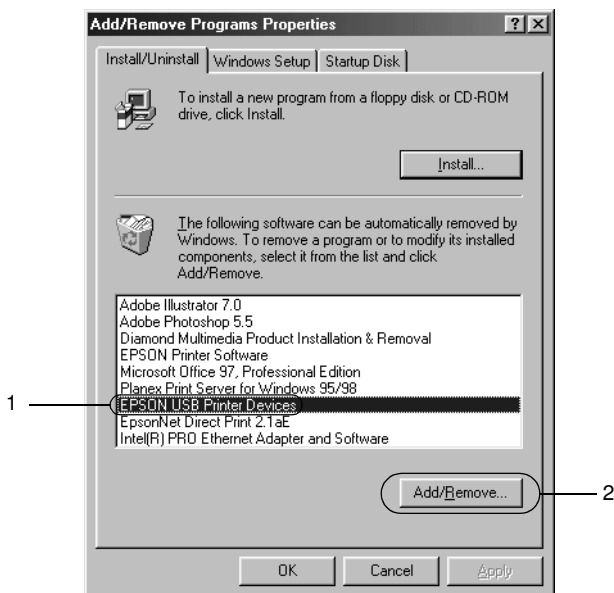 Add/Remove Programs Properties
Install/Uninstall Windows Setup Startup Disk
To install a new program from a floppy disk or CD-ROM
drive, click Install.
Install...
The following software can be automatically removed by
Windows. To remove a program or to modify its installed
components, select it from the list and click
Add/Remove.
Adobe Illustrator 7.0
Adobe Photoshop 5.5
Diamond Multimedia Product Installation & Removal
EPSON Printer Software
Microsoft Office 97, Professional Edition
Planex Print Server for Windows 95/98
1 EPSON USB Printer Devices
EpsonNet Direct Print 2.1aE
Intel(R) PRO Ethernet Adapter and Software
Add/Remove... 2
OK Cancel Apply